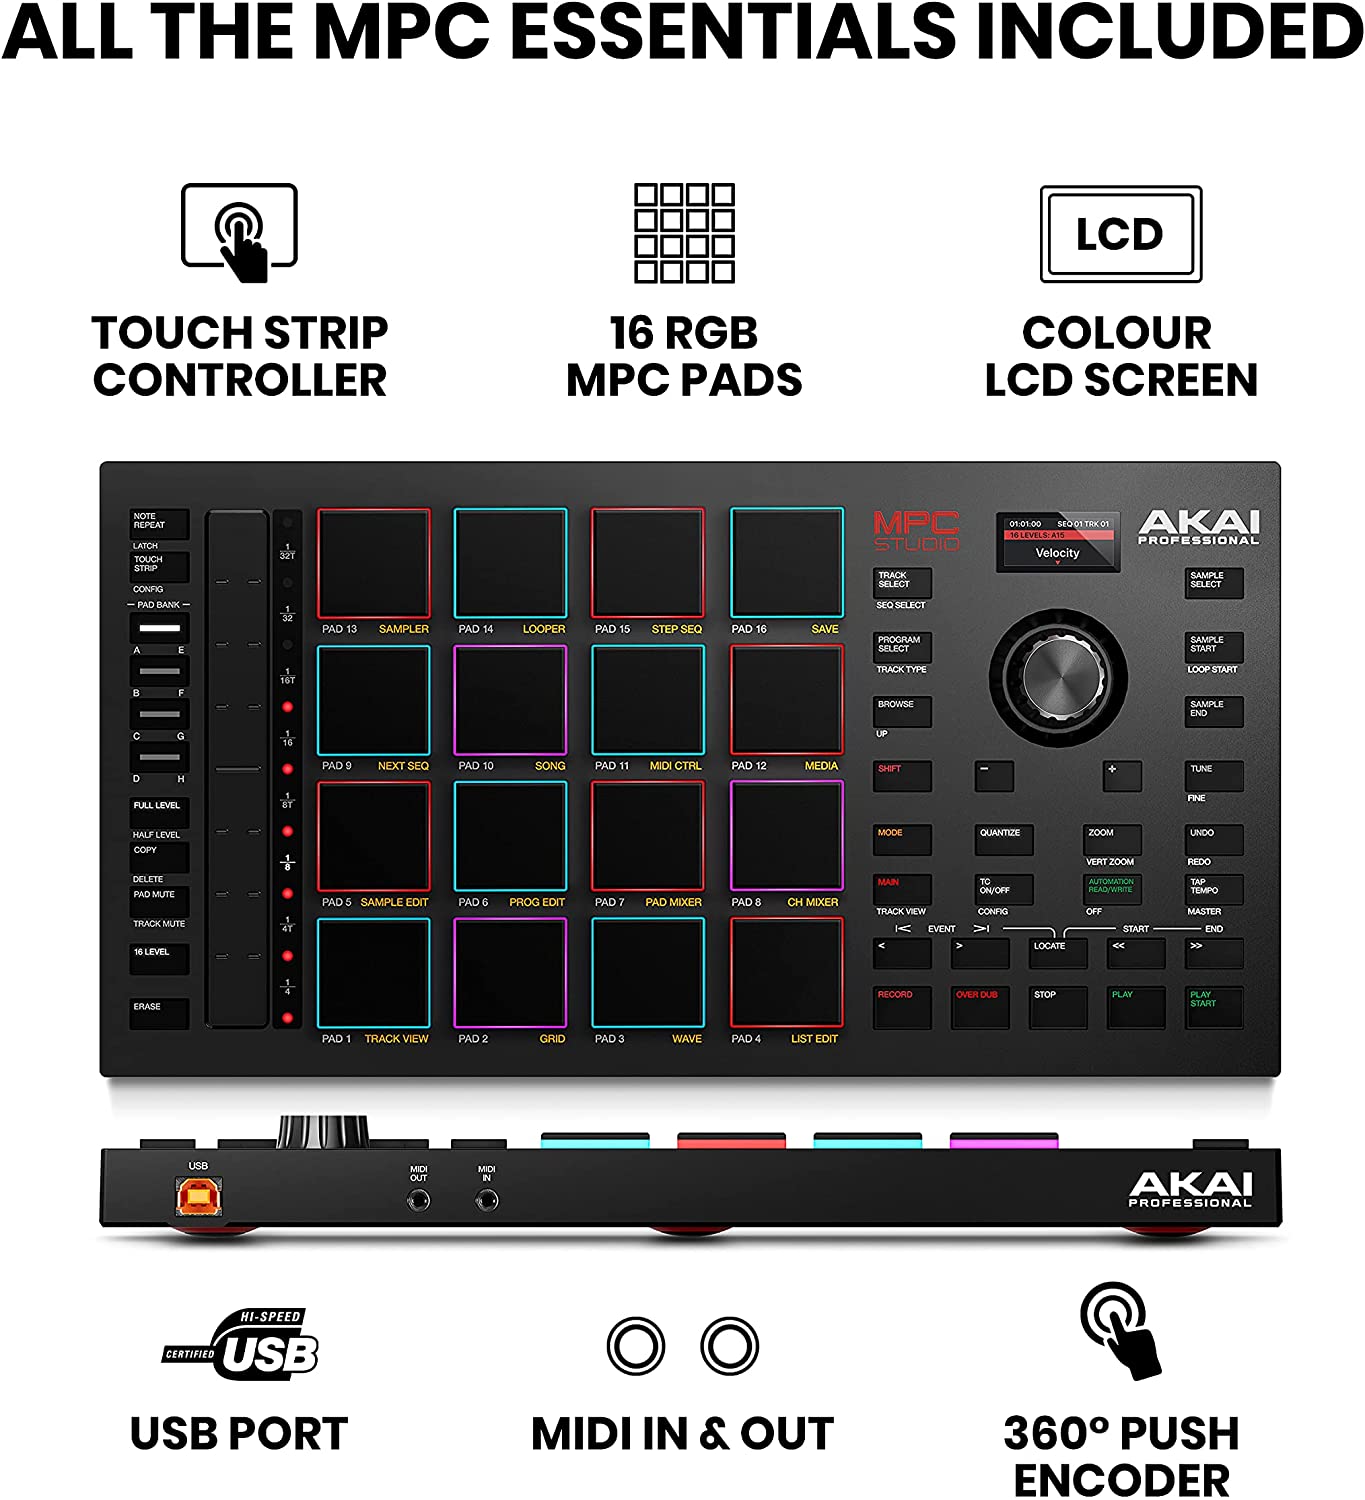 ALL THE MPC ESSENTIALS INCLUDED
LCD
TOUCH STRIP
CONTROLLER
16 RGB
MPC PADS
COLOUR
LCD SCREEN
NOTE
REPEAT
LATCH
TOUCH
STRIP
CONFIG
PAD BANK
A E
B F
C G
D H
FULL LEVEL
HALF LEVEL
COPY
DELETE
PAD MUTE
TRACK MUTE
16 LEVEL
ERASE
1/32T
1/32
1/16T
1/16
1/8T
1/8
1/4T
1/4
PAD 13 SAMPLER
PAD 14 LOOPER
PAD 15 STEP SEQ
PAD 16 SAVE
PAD 9 NEXT SEQ
PAD 10 SONG
PAD 11 MIDI CTRL
PAD 12 MEDIA
PAD 5 SAMPLE EDIT
PAD 6 PROG EDIT
PAD 7 PAD MIXER
PAD 8 CH MIXER
PAD 1 TRACK VIEW
PAD 2 GRID
PAD 3 WAVE
PAD 4 LIST EDIT
MPC
STUDIO
01:01:00 SEQ 01 TRK 01
16 LEVELS: A15
Velocity
AKAI
PROFESSIONAL
TRACK
SELECT
SEQ SELECT
SAMPLE
SELECT
PROGRAM
SELECT
TRACK TYPE
SAMPLE
START
LOOP START
BROWSE
UP
SAMPLE
END
SHIFT
−
+
TUNE
FINE
MODE
QUANTIZE
ZOOM
VERT ZOOM
UNDO
REDO
MAIN
TRACK VIEW
TC
ON/OFF
CONFIG
AUTOMATION
READ/WRITE
OFF
TAP
TEMPO
MASTER
|< EVENT >|
START
END
<
>
LOCATE
<<
>>
RECORD
OVER DUB
STOP
PLAY
PLAY
START
USB
MIDI
OUT
MIDI
IN
AKAI
PROFESSIONAL
HI-SPEED
CERTIFIED
USB
USB PORT
MIDI IN & OUT
360° PUSH
ENCODER